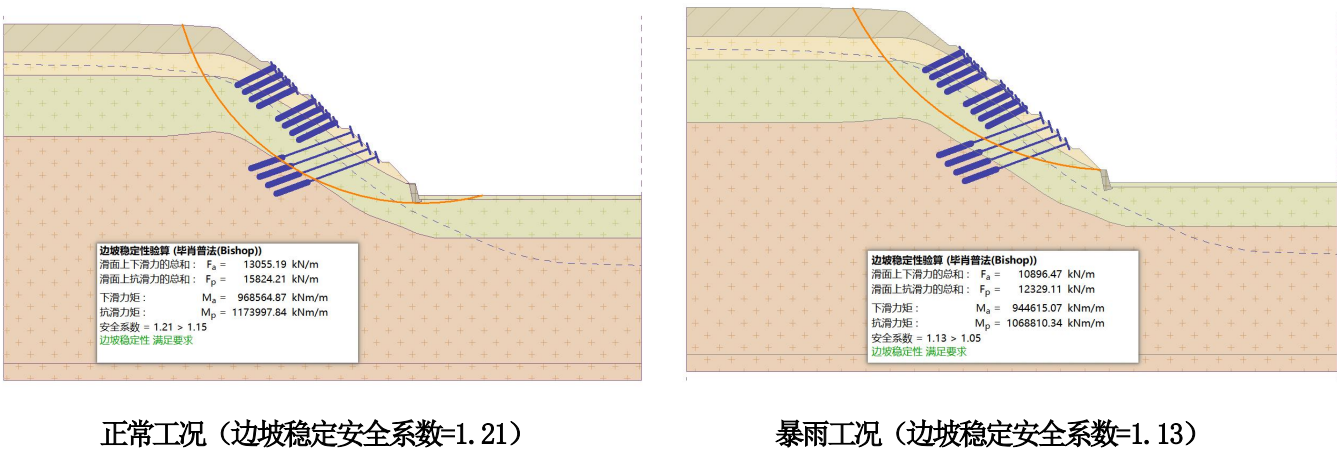 边坡稳定性验算 (毕肖普法(Bishop))
滑面上下滑力的总和 : Fa = 13055.19 kN/m
滑面上抗滑力的总和 : Fp = 15824.21 kN/m
下滑力矩 : Ma = 968564.87 kNm/m
抗滑力矩 : Mp = 1173997.84 kNm/m
安全系数 = 1.21 > 1.15
边坡稳定性 满足要求
边坡稳定性验算 (毕肖普法(Bishop))
滑面上下滑力的总和 : Fa = 10896.47 kN/m
滑面上抗滑力的总和 : Fp = 12329.11 kN/m
下滑力矩 : Ma = 944615.07 kNm/m
抗滑力矩 : Mp = 1068810.34 kNm/m
安全系数 = 1.13 > 1.05
边坡稳定性 满足要求
正常工况（边坡稳定安全系数=1.21）
暴雨工况（边坡稳定安全系数=1.13）